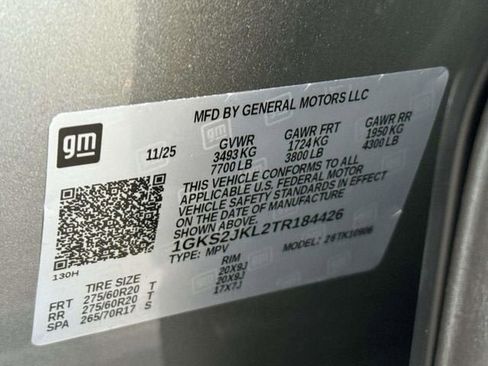 MFD BY GENERAL MOTORS LLC
gm
11/25 GVWR GAWR FRT GAWR RR
3493 KG 1724 KG 1950 KG
7700 LB 3800 LB 4300 LB
THIS VEHICLE CONFORMS TO ALL
APPLICABLE U.S. FEDERAL MOTOR
VEHICLE SAFETY STANDARDS IN EFFECT
ON THE DATE OF MANUFACTURE
SHOWN ABOVE.
1GKS2JKL2TR184426
TYPE: MPV MODEL: 26TK10906
130H
TIRE SIZE RIM
FRT 275/60R20 T 20X9J
RR 275/60R20 T 20X9J
SPA 265/70R17 S 17X7J